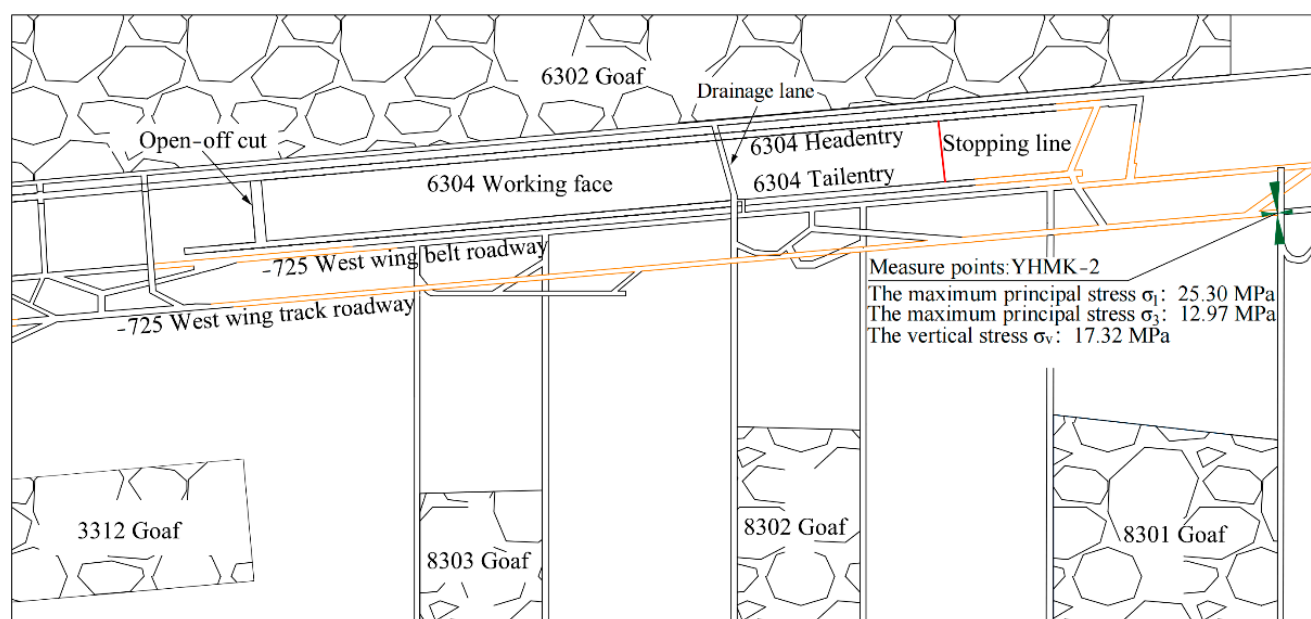 6302 Goaf
Drainage lane
Open-off cut
6304 Headentry
Stopping line
6304 Working face
6304 Tailentry
-725 West wing belt roadway
-725 West wing track roadway
Measure points:YHMK-2
The maximum principal stress σ₁: 25.30 MPa
The maximum principal stress σ₃: 12.97 MPa
The vertical stress σᵥ: 17.32 MPa
3312 Goaf
8303 Goaf
8302 Goaf
8301 Goaf